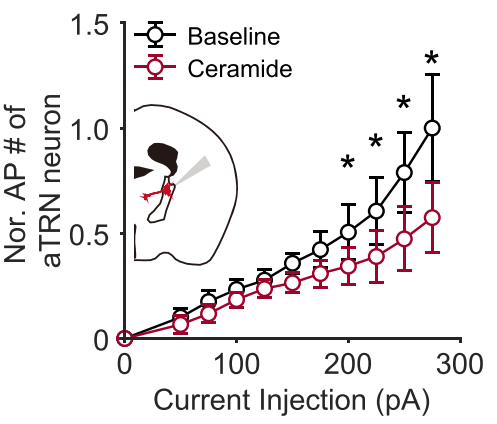 1.5
Baseline
Ceramide
*
*
*
*
1.0
Nor. AP # of
aTRN neuron
0.5
0
0 100 200 300
Current Injection (pA)